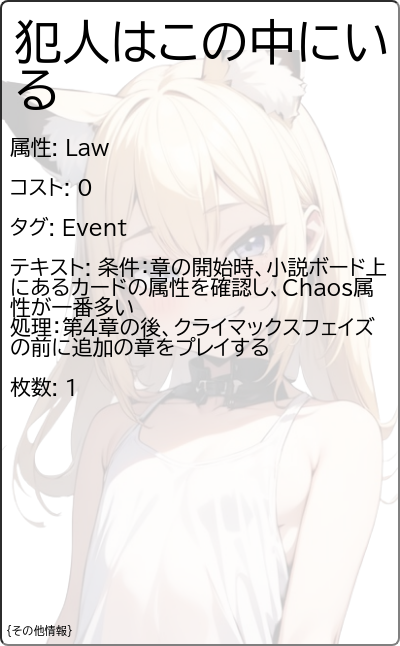 犯人はこの中にい
る
属性: Law
コスト: 0
タグ: Event
テキスト: 条件：章の開始時、小説ボード上
にあるカードの属性を確認し、Chaos属
性が一番多い
処理：第4章の後、クライマックスフェイズ
の前に追加の章をプレイする
枚数: 1
{その他情報}